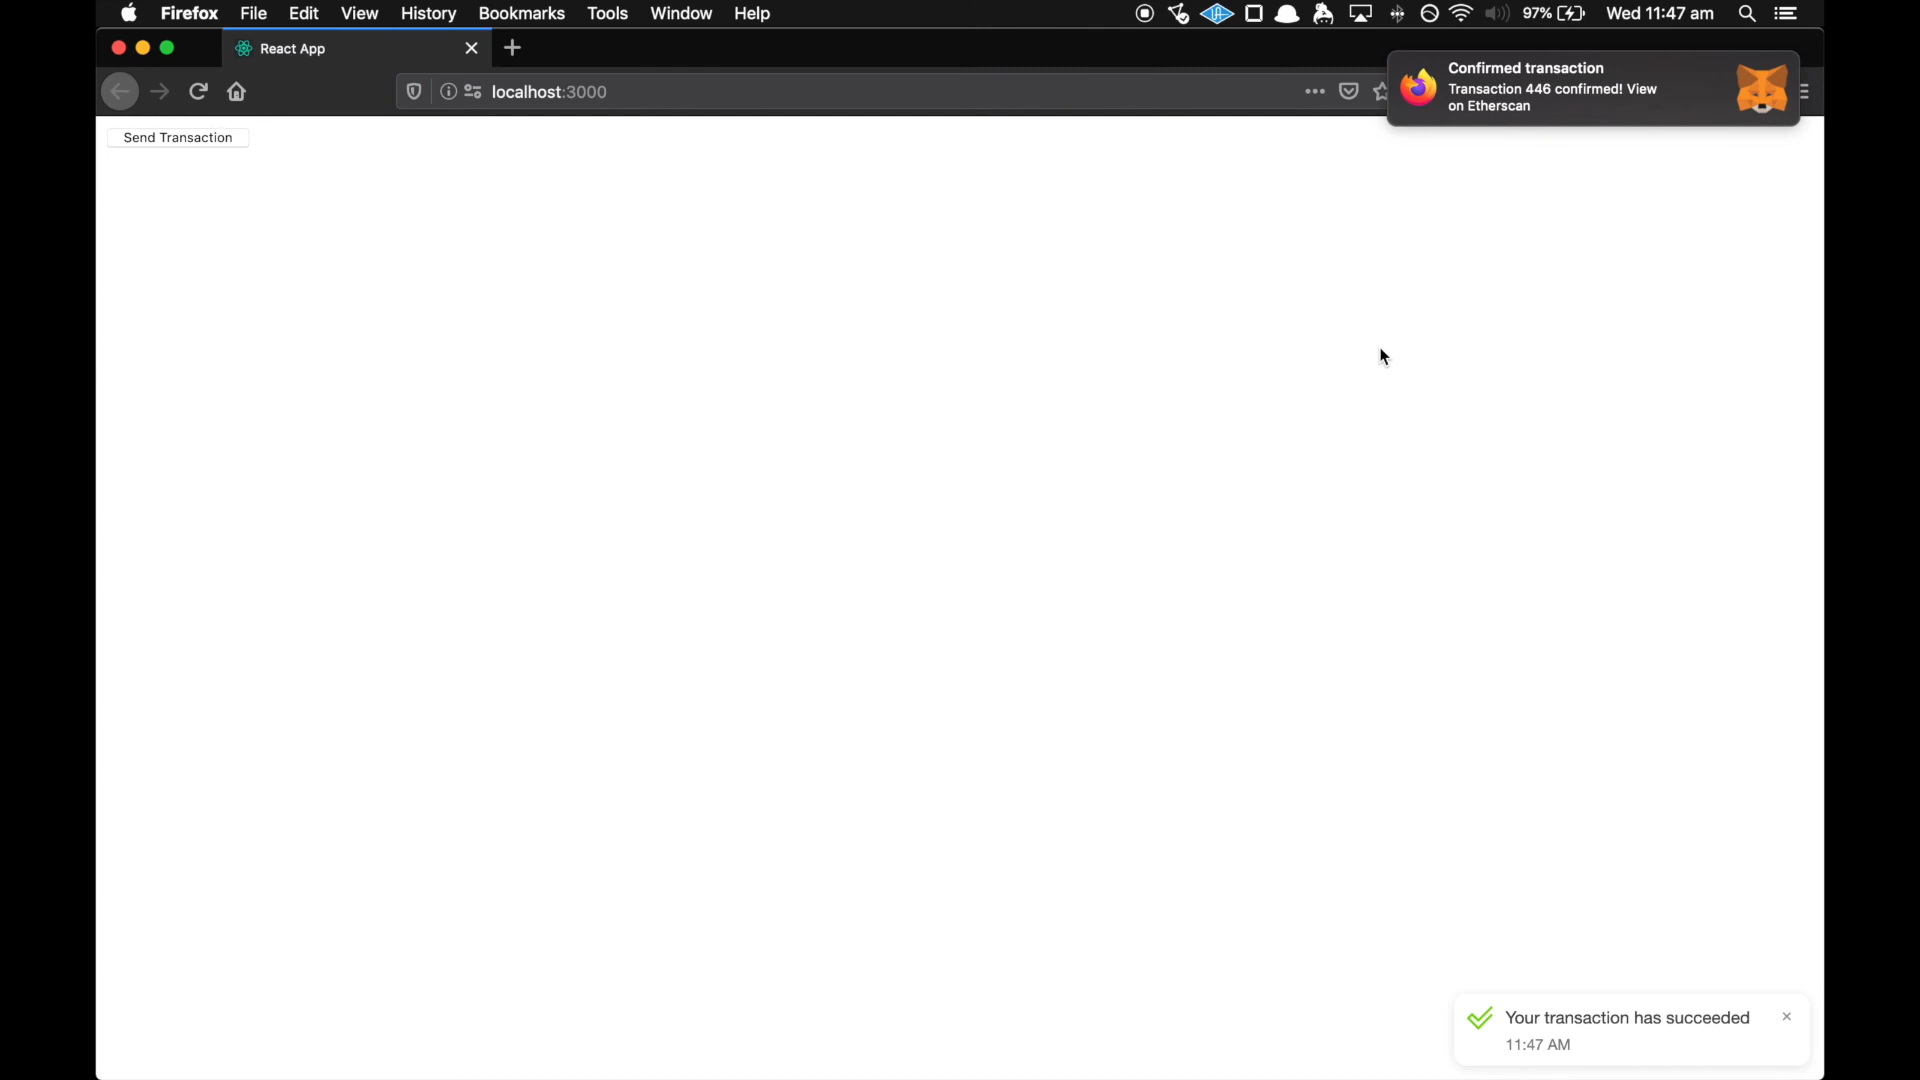 Firefox File Edit View History Bookmarks Tools Window Help 97% Wed 11:47 am
React App
localhost:3000
Confirmed transaction
Transaction 446 confirmed! View
on Etherscan
Send Transaction
Your transaction has succeeded
11:47 AM